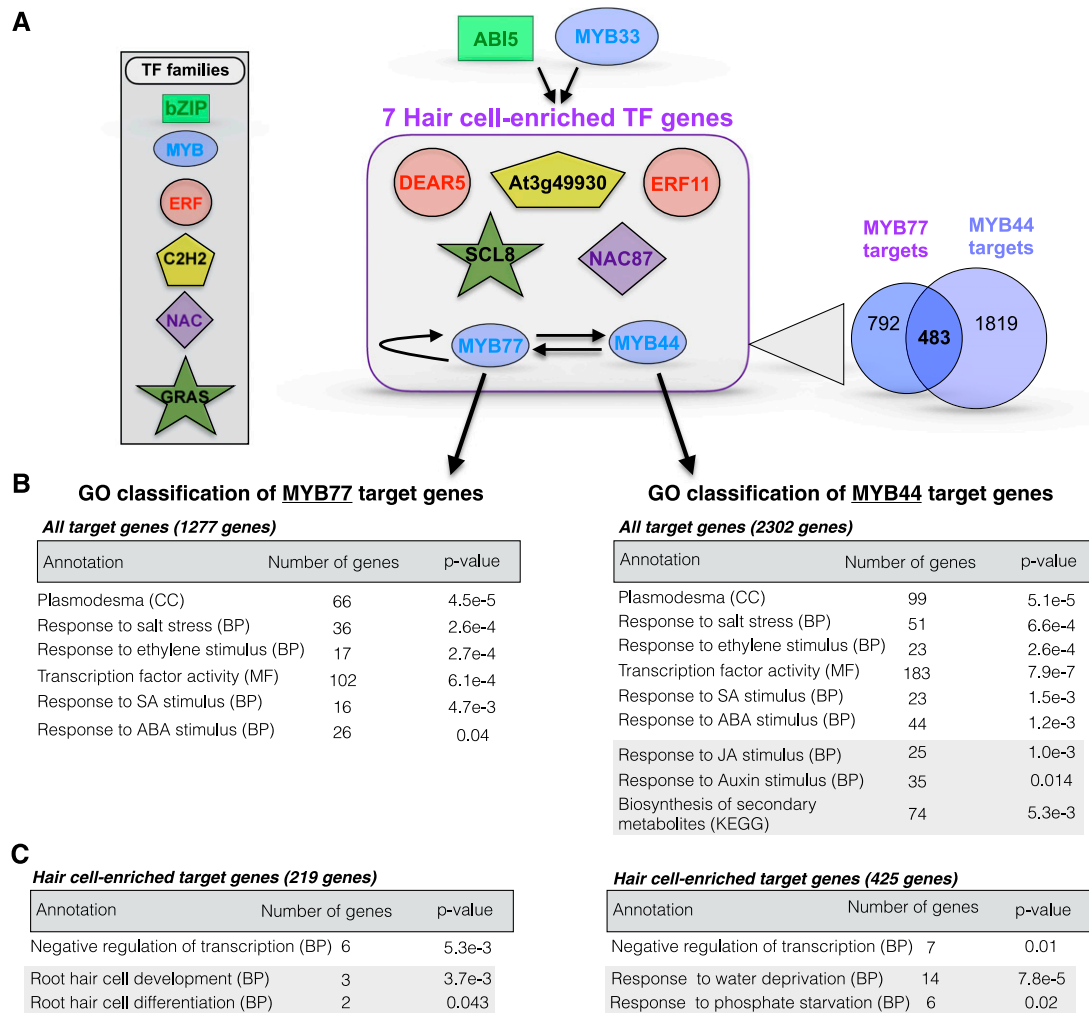 A
TF families
bZIP
MYB
ERF
C2H2
NAC
GRAS
ABI5
MYB33
7 Hair cell-enriched TF genes
DEAR5
At3g49930
ERF11
SCL8
NAC87
MYB77
MYB44
MYB77
targets
MYB44
targets
792
483
1819
B
GO classification of MYB77 target genes
All target genes (1277 genes)
Annotation Number of genes p-value
Plasmodesma (CC) 66 4.5e-5
Response to salt stress (BP) 36 2.6e-4
Response to ethylene stimulus (BP) 17 2.7e-4
Transcription factor activity (MF) 102 6.1e-4
Response to SA stimulus (BP) 16 4.7e-3
Response to ABA stimulus (BP) 26 0.04
GO classification of MYB44 target genes
All target genes (2302 genes)
Annotation Number of genes p-value
Plasmodesma (CC) 99 5.1e-5
Response to salt stress (BP) 51 6.6e-4
Response to ethylene stimulus (BP) 23 2.6e-4
Transcription factor activity (MF) 183 7.9e-7
Response to SA stimulus (BP) 23 1.5e-3
Response to ABA stimulus (BP) 44 1.2e-3
Response to JA stimulus (BP) 25 1.0e-3
Response to Auxin stimulus (BP) 35 0.014
Biosynthesis of secondary
metabolites (KEGG) 74 5.3e-3
C
Hair cell-enriched target genes (219 genes)
Annotation Number of genes p-value
Negative regulation of transcription (BP) 6 5.3e-3
Root hair cell development (BP) 3 3.7e-3
Root hair cell differentiation (BP) 2 0.043
Hair cell-enriched target genes (425 genes)
Annotation Number of genes p-value
Negative regulation of transcription (BP) 7 0.01
Response to water deprivation (BP) 14 7.8e-5
Response to phosphate starvation (BP) 6 0.02